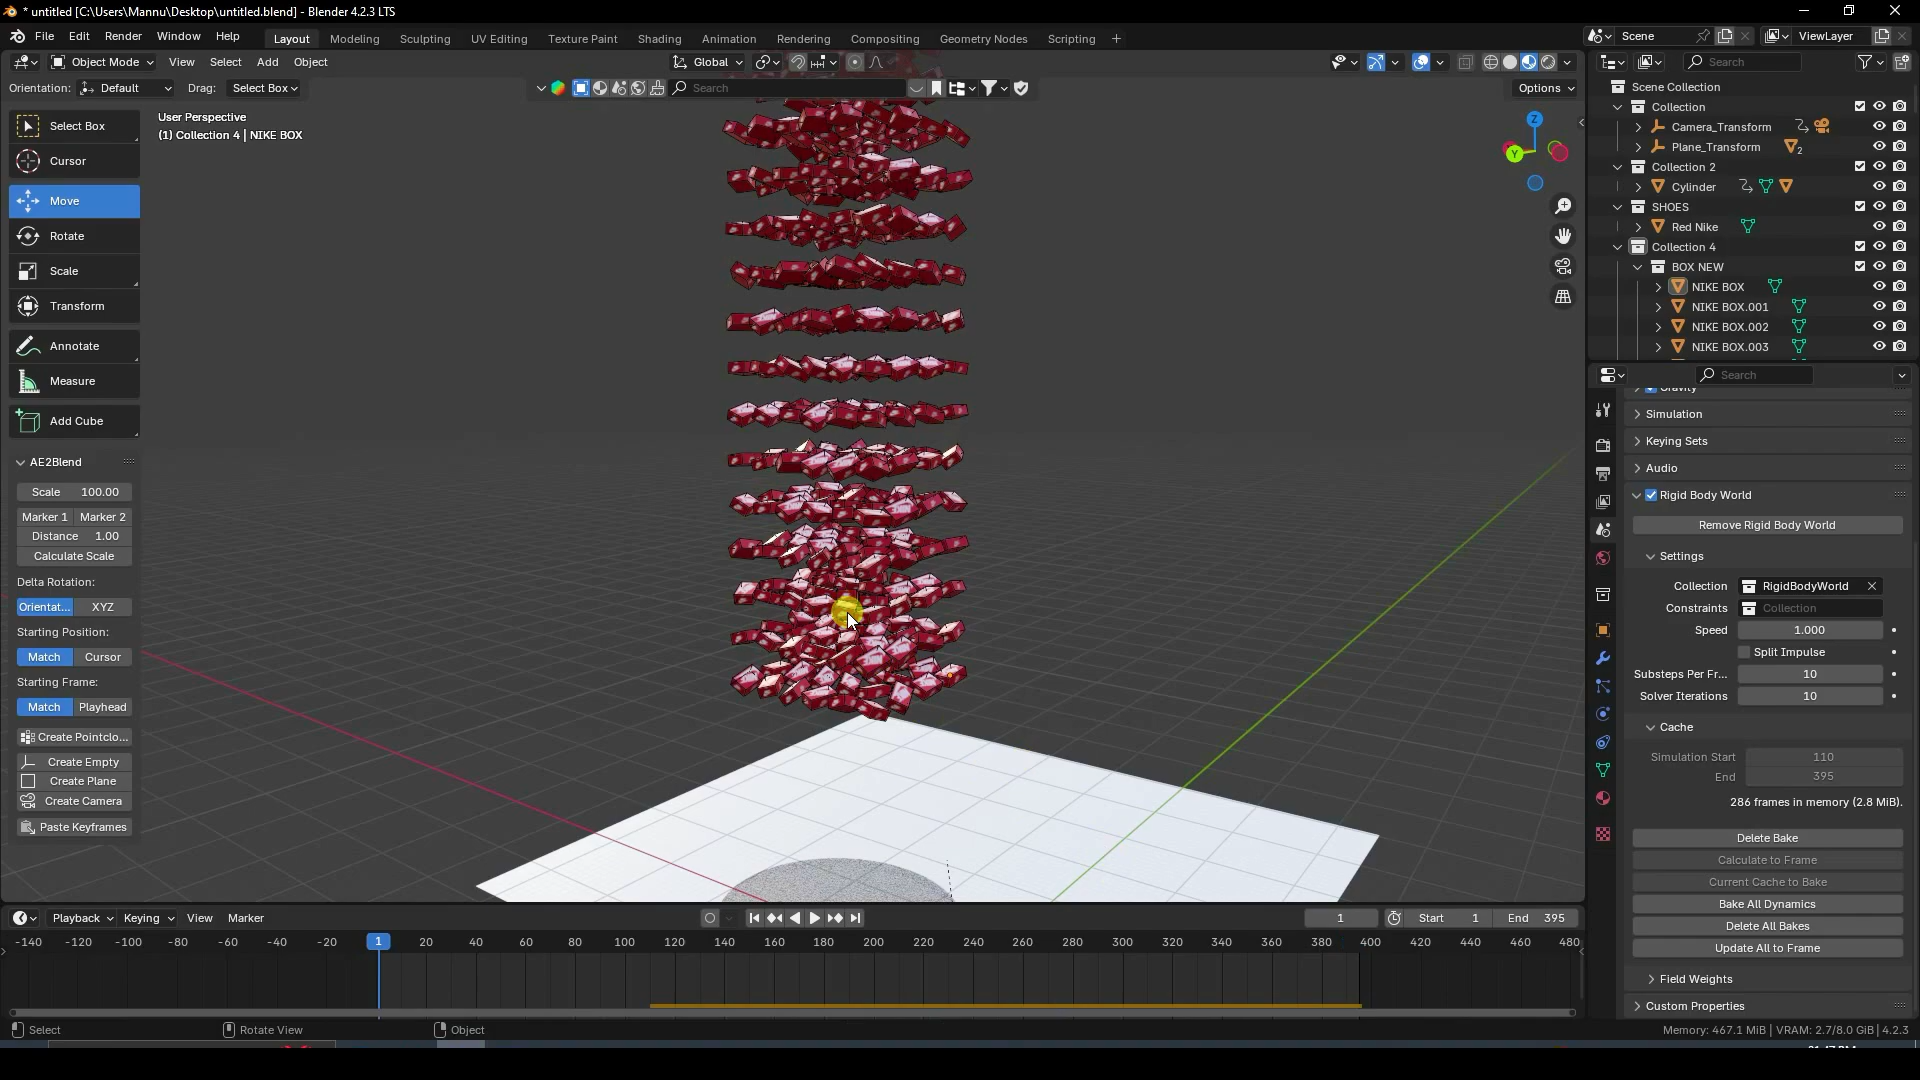 * untitled [C:\Users\Mannu\Desktop\untitled.blend] - Blender 4.2.3 LTS
File Edit Render Window Help Layout Modeling Sculpting UV Editing Texture Paint Shading Animation Rendering Compositing Geometry Nodes Scripting + Scene ViewLayer
Object Mode View Select Add Object Global Search
Orientation: Default Drag: Select Box Search Options
User Perspective
(1) Collection 4 | NIKE BOX
Select Box
Cursor
Move
Rotate
Scale
Transform
Annotate
Measure
Add Cube
AE2Blend
Scale 100.00
Marker 1 Marker 2
Distance 1.00
Calculate Scale
Delta Rotation:
Orientat... XYZ
Starting Position:
Match Cursor
Starting Frame:
Match Playhead
Create Pointclo...
Create Empty
Create Plane
Create Camera
Paste Keyframes
Z
Y
Scene Collection
Collection
Camera_Transform
Plane_Transform 2
Collection 2
Cylinder
SHOES
Red Nike
Collection 4
BOX NEW
NIKE BOX
NIKE BOX.001
NIKE BOX.002
NIKE BOX.003
Search
Gravity
Simulation
Keying Sets
Audio
Rigid Body World
Remove Rigid Body World
Settings
Collection RigidBodyWorld
Constraints Collection
Speed 1.000
Split Impulse
Substeps Per Fr... 10
Solver Iterations 10
Cache
Simulation Start 110
End 395
286 frames in memory (2.8 MiB).
Delete Bake
Calculate to Frame
Current Cache to Bake
Bake All Dynamics
Delete All Bakes
Update All to Frame
Field Weights
Custom Properties
Playback Keying View Marker 1 Start 1 End 395
-140 -120 -100 -80 -60 -40 -20 1 20 40 60 80 100 120 140 160 180 200 220 240 260 280 300 320 340 360 380 400 420 440 460 480
Select Rotate View Object Memory: 467.1 MiB | VRAM: 2.7/8.0 GiB | 4.2.3